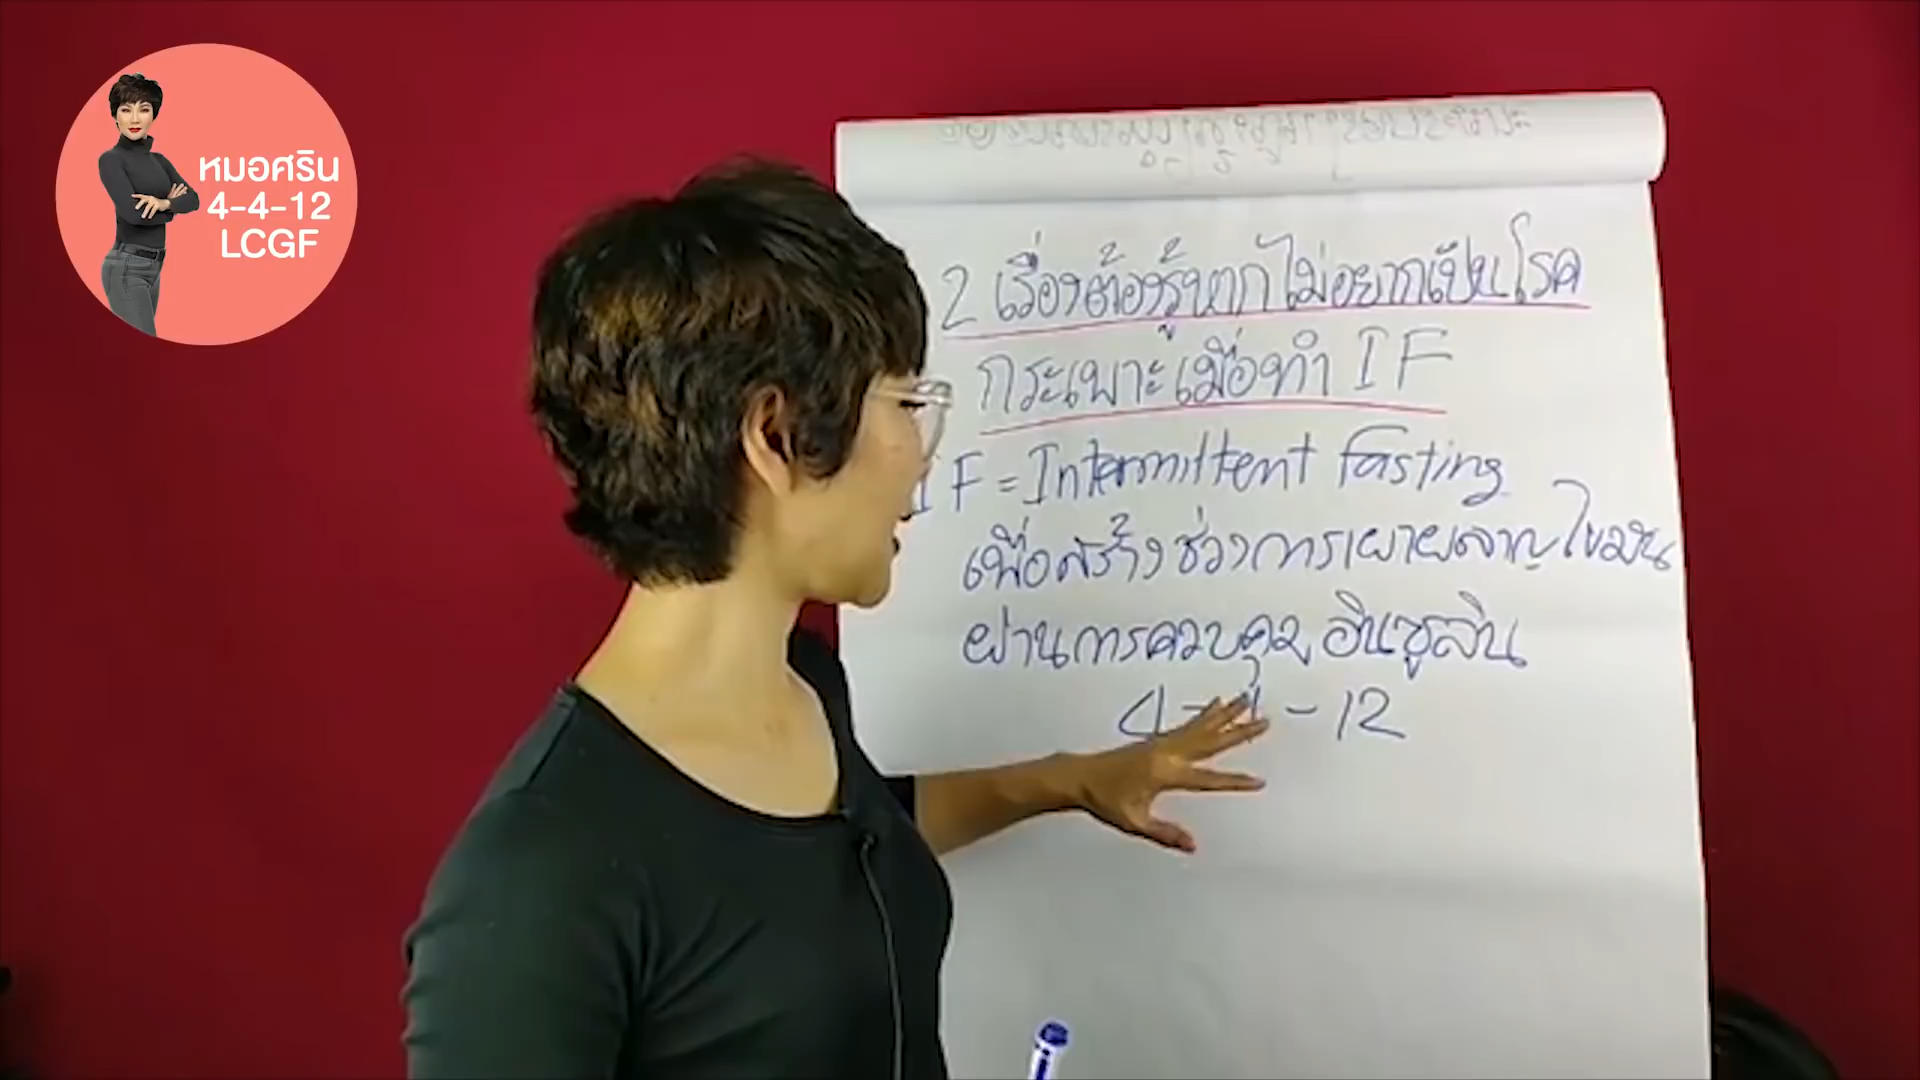 หมอศริน
4-4-12
LCGF
2 เรื่องต้องรู้หากไม่อยากเป็นโรค
กระเพาะเมื่อทำ IF
IF = Intermittent fasting
เพื่อสร้างช่วงการเผาผลาญไขมัน
ผ่านการควบคุมอินซูลิน
4-4-12